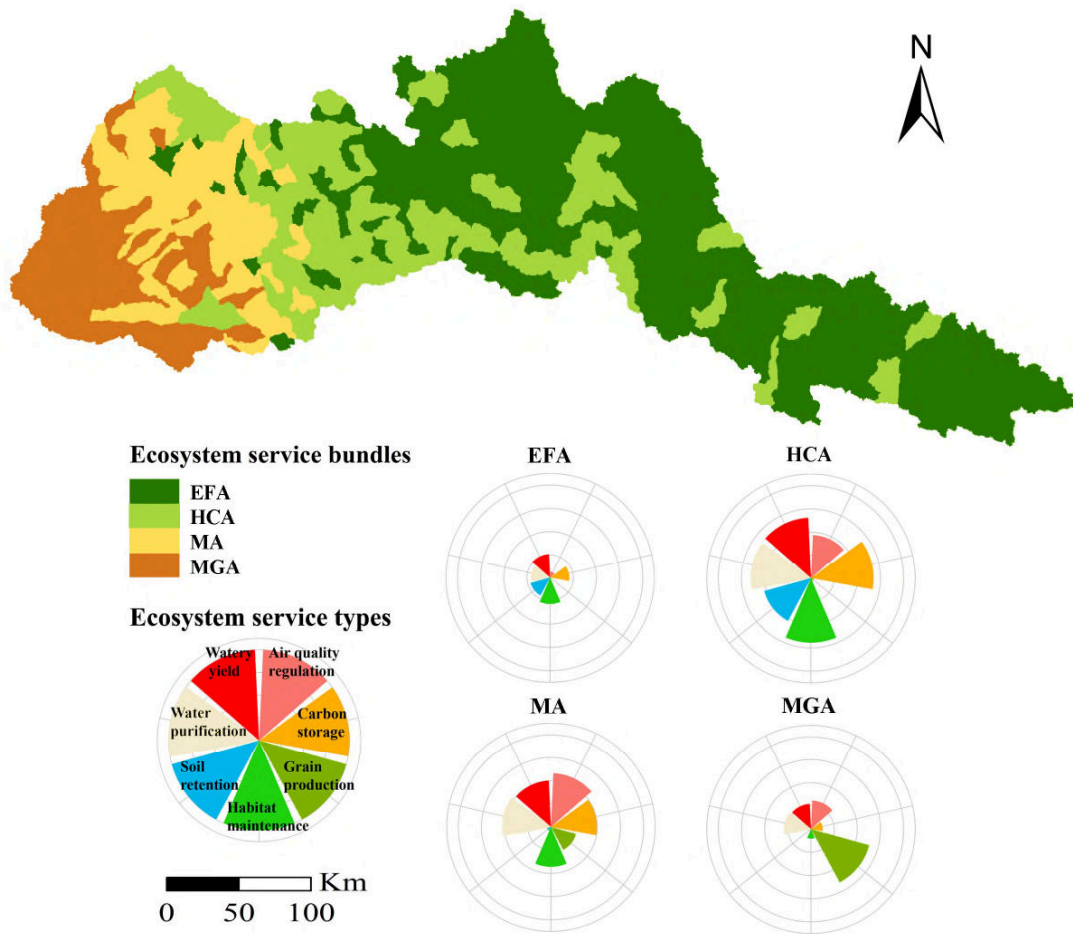 N
Ecosystem service bundles
EFA
HCA
MA
MGA
Ecosystem service types
Watery
yield
Air quality
regulation
Water
purification
Carbon
storage
Soil
retention
Grain
production
Habitat
maintenance
Km
0 50 100
EFA
HCA
MA
MGA